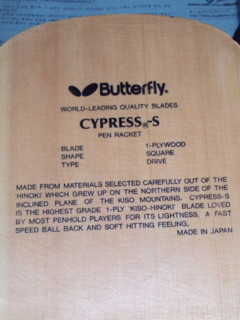 Butterfly.
WORLD-LEADING QUALITY BLADES
CYPRESS®-S
PEN RACKET
BLADE 1-PLYWOOD
SHAPE SQUARE
TYPE DRIVE
MADE FROM MATERIALS SELECTED CAREFULLY OUT OF THE
HINOKI WHICH GREW UP ON THE NORTHERN SIDE OF THE
INCLINED PLANE OF THE KISO MOUNTAINS. CYPRESS-S
IS THE HIGHEST GRADE 1-PLY 'KISO-HINOKI' BLADE LOVED
BY MOST PENHOLD PLAYERS FOR ITS LIGHTNESS, A FAST
SPEED BALL BACK AND SOFT HITTING FEELING.
MADE IN JAPAN